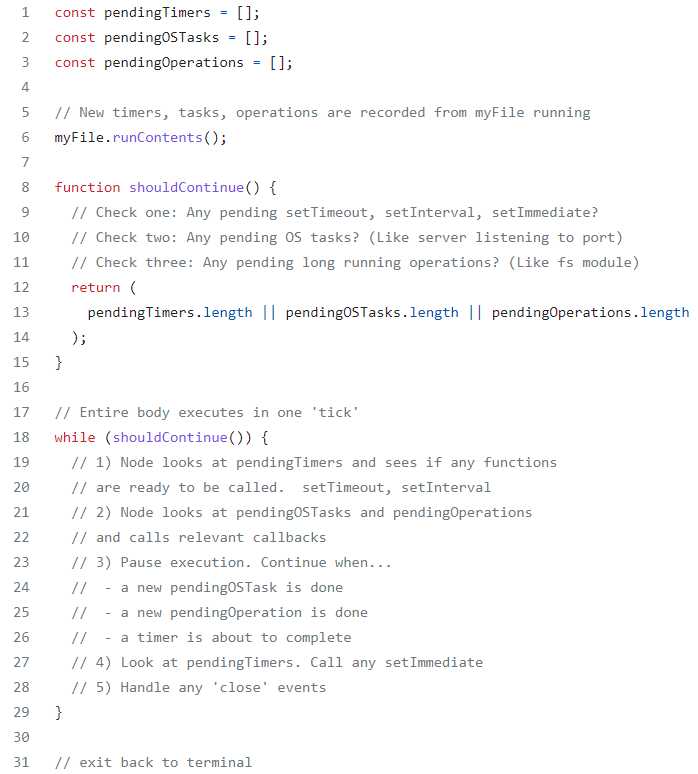 1 const pendingTimers = [];
2 const pendingOSTasks = [];
3 const pendingOperations = [];
4
5 // New timers, tasks, operations are recorded from myFile running
6 myFile.runContents();
7
8 function shouldContinue() {
9   // Check one: Any pending setTimeout, setInterval, setImmediate?
10   // Check two: Any pending OS tasks? (Like server listening to port)
11   // Check three: Any pending long running operations? (Like fs module)
12   return (
13     pendingTimers.length || pendingOSTasks.length || pendingOperations.length
14   );
15 }
16
17 // Entire body executes in one 'tick'
18 while (shouldContinue()) {
19   // 1) Node looks at pendingTimers and sees if any functions
20   // are ready to be called.  setTimeout, setInterval
21   // 2) Node looks at pendingOSTasks and pendingOperations
22   // and calls relevant callbacks
23   // 3) Pause execution. Continue when...
24   //  - a new pendingOSTask is done
25   //  - a new pendingOperation is done
26   //  - a timer is about to complete
27   // 4) Look at pendingTimers. Call any setImmediate
28   // 5) Handle any 'close' events
29 }
30
31 // exit back to terminal